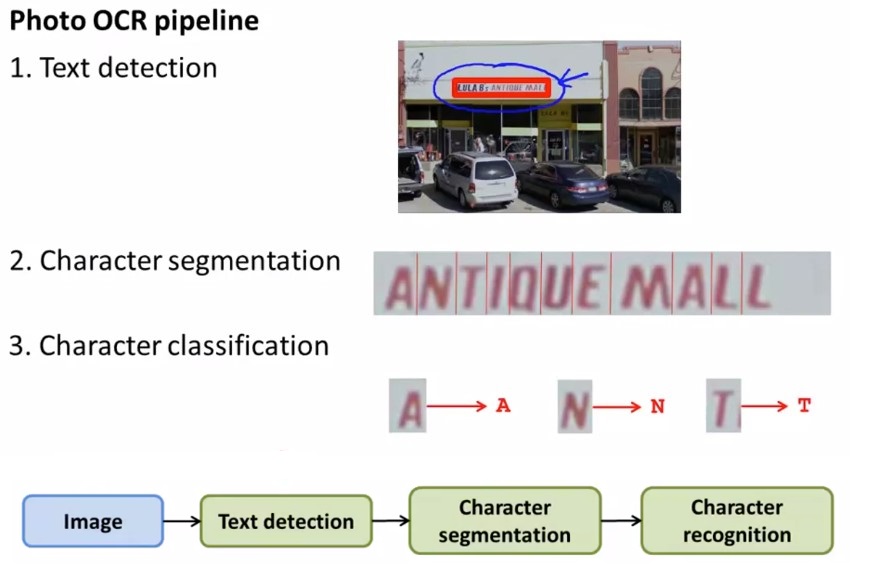 Photo OCR pipeline
1. Text detection
LULA B's ANTIQUE MALL
2. Character segmentation
ANTIQUE MALL
3. Character classification
A → A N → N T → T
Image → Text detection → Character segmentation → Character recognition